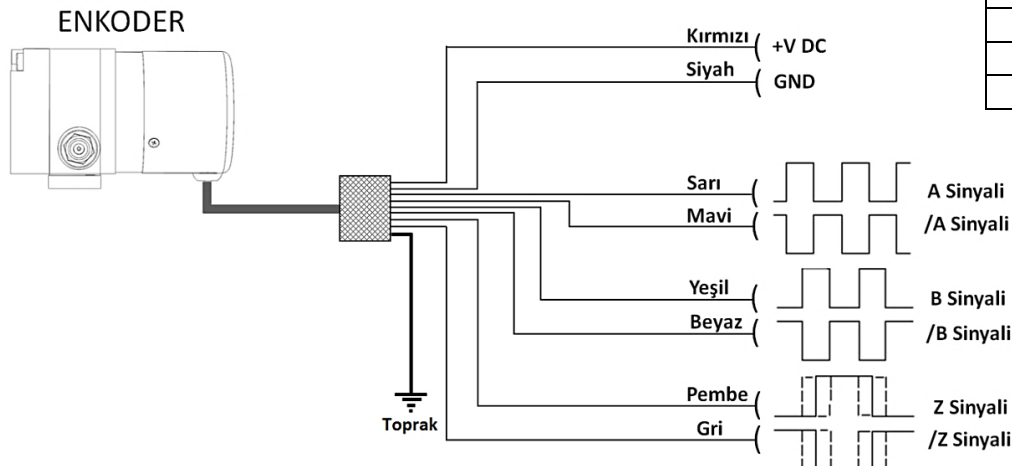 ENKODER
Kırmızı
+V DC
Siyah
GND
Sarı
A Sinyali
Mavi
/A Sinyali
Yeşil
B Sinyali
Beyaz
/B Sinyali
Pembe
Z Sinyali
Gri
/Z Sinyali
Toprak